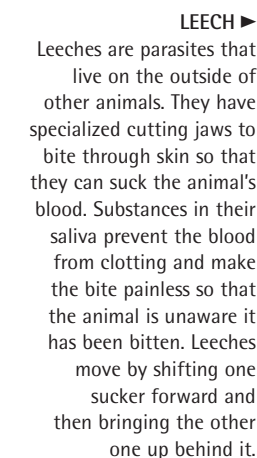 LEECH ►
Leeches are parasites that
live on the outside of
other animals. They have
specialized cutting jaws to
bite through skin so that
they can suck the animal's
blood. Substances in their
saliva prevent the blood
from clotting and make
the bite painless so that
the animal is unaware it
has been bitten. Leeches
move by shifting one
sucker forward and
then bringing the other
one up behind it.